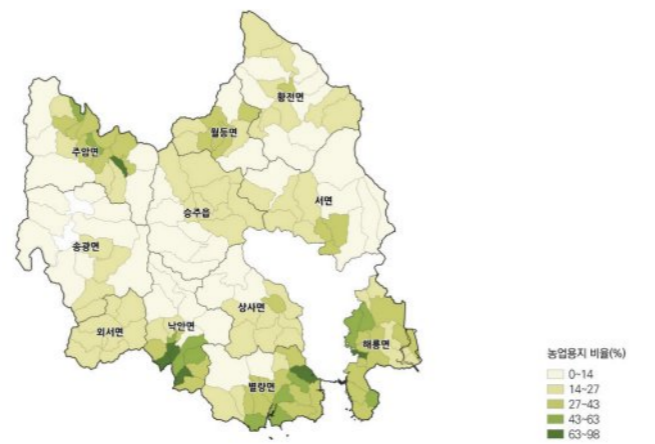 황전면
월등면
주암면
서면
승주읍
송광면
상사면
낙안면
외서면
해룡면
별량면
농업용지 비율(%)
0-14
14-27
27-43
43-63
63-98